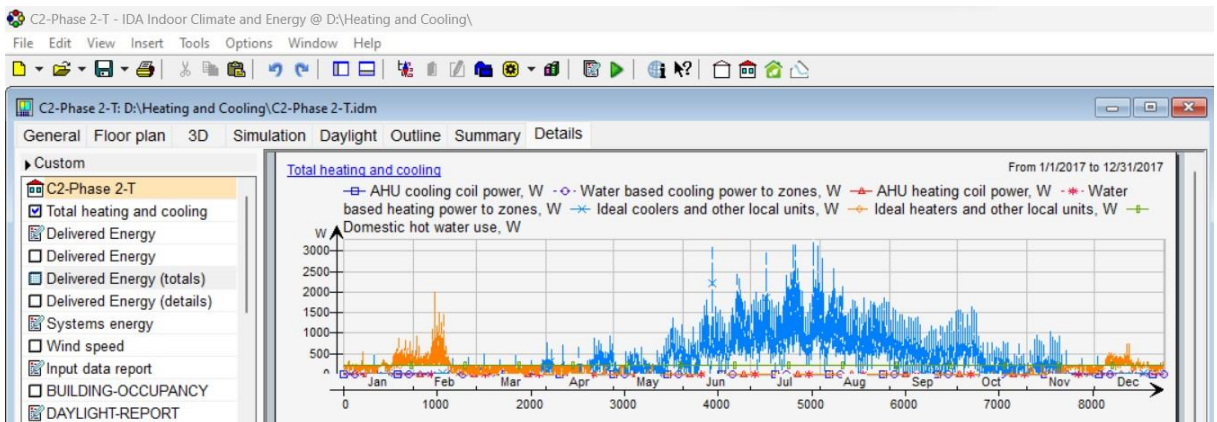 C2-Phase 2-T - IDA Indoor Climate and Energy @ D:\Heating and Cooling\
File Edit View Insert Tools Options Window Help
C2-Phase 2-T: D:\Heating and Cooling\C2-Phase 2-T.idm
General Floor plan 3D Simulation Daylight Outline Summary Details
Custom
C2-Phase 2-T
Total heating and cooling
Delivered Energy
Delivered Energy
Delivered Energy (totals)
Delivered Energy (details)
Systems energy
Wind speed
Input data report
BUILDING-OCCUPANCY
DAYLIGHT-REPORT
Total heating and cooling
From 1/1/2017 to 12/31/2017
AHU cooling coil power, W Water based cooling power to zones, W AHU heating coil power, W Water
based heating power to zones, W Ideal coolers and other local units, W Ideal heaters and other local units, W
Domestic hot water use, W
W
3000
2500
2000
1500
1000
500
0
Jan Feb Mar Apr May Jun Jul Aug Sep Oct Nov Dec
0 1000 2000 3000 4000 5000 6000 7000 8000